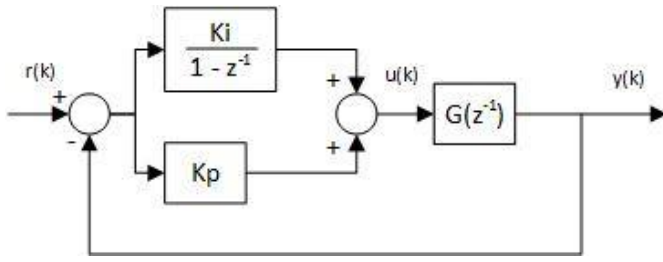 Ki
1 - z⁻¹
r(k)
+
-
+
+
u(k)
G(z⁻¹)
y(k)
Kp